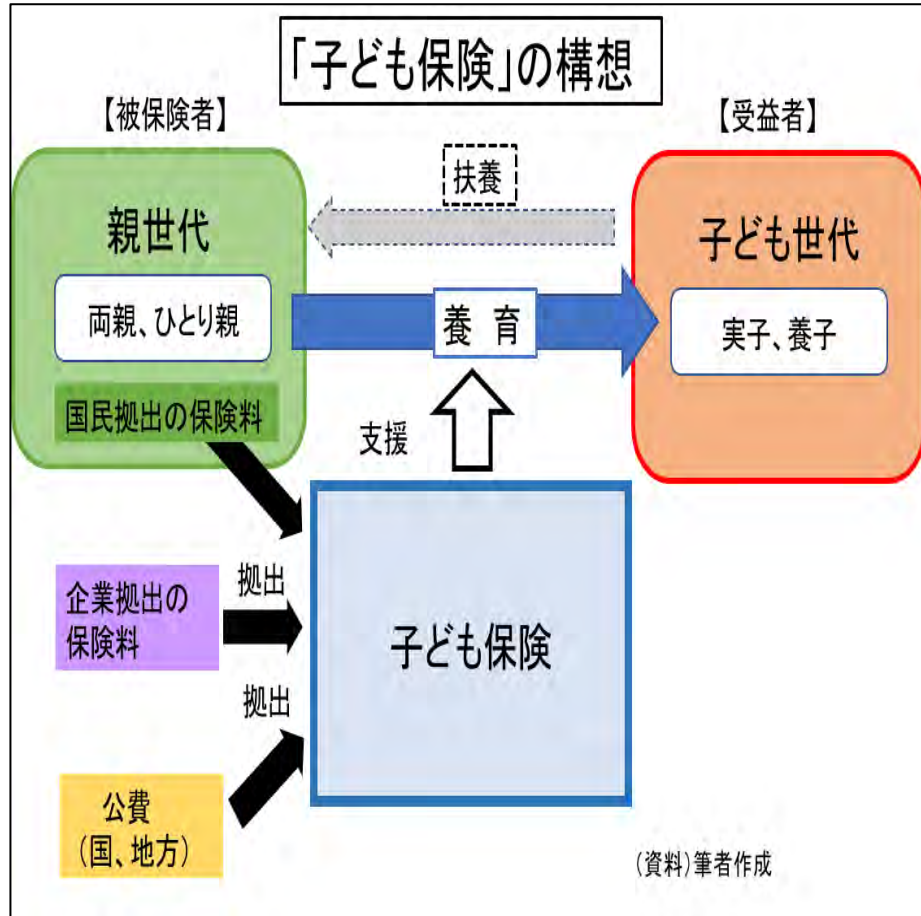 「子ども保険」の構想
【被保険者】
【受益者】
扶養
親世代
子ども世代
両親、ひとり親
養 育
実子、養子
国民拠出の保険料
支援
拠出
企業拠出の
保険料
子ども保険
拠出
公費
(国、地方)
(資料)筆者作成